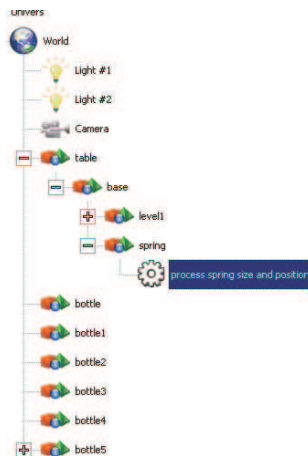 Univers
World
Light #1
Light #2
Camera
table
base
level1
spring
process spring size and position
bottle
bottle1
bottle2
bottle3
bottle4
bottle5